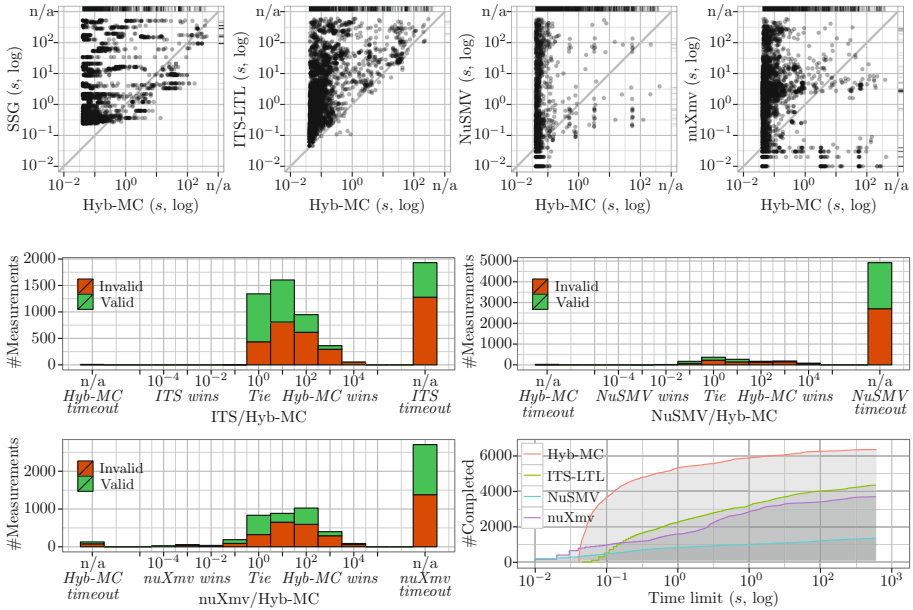 SSG (s, log)
10^2
10^1
10^0
10^−1
10^−2
10^−2
10^0
10^2
n/a
n/a
Hyb-MC (s, log)
ITS-LTL (s, log)
10^2
10^1
10^0
10^−1
10^−2
10^−2
10^0
10^2
n/a
n/a
Hyb-MC (s, log)
NuSMV (s, log)
10^2
10^1
10^0
10^−1
10^−2
10^−2
10^0
10^2
n/a
n/a
Hyb-MC (s, log)
nuXmv (s, log)
10^2
10^1
10^0
10^−1
10^−2
10^−2
10^0
10^2
n/a
n/a
Hyb-MC (s, log)
#Measurements
2000
1500
1000
500
0
Invalid
Valid
n/a 10^−4 10^−2 10^0 10^2 10^4 n/a
Hyb-MC ITS wins Tie Hyb-MC wins ITS
timeout timeout
ITS/Hyb-MC
#Measurements
5000
4000
3000
2000
1000
0
Invalid
Valid
n/a 10^−4 10^−2 10^0 10^2 10^4 n/a
Hyb-MC NuSMV wins Tie Hyb-MC wins NuSMV
timeout timeout
NuSMV/Hyb-MC
#Measurements
2000
1000
0
Invalid
Valid
n/a 10^−4 10^−2 10^0 10^2 10^4 n/a
Hyb-MC nuXmv wins Tie Hyb-MC wins nuXmv
timeout timeout
nuXmv/Hyb-MC
#Completed
6000
4000
2000
0
Hyb-MC
ITS-LTL
NuSMV
nuXmv
10^−2 10^−1 10^0 10^1 10^2 10^3
Time limit (s, log)